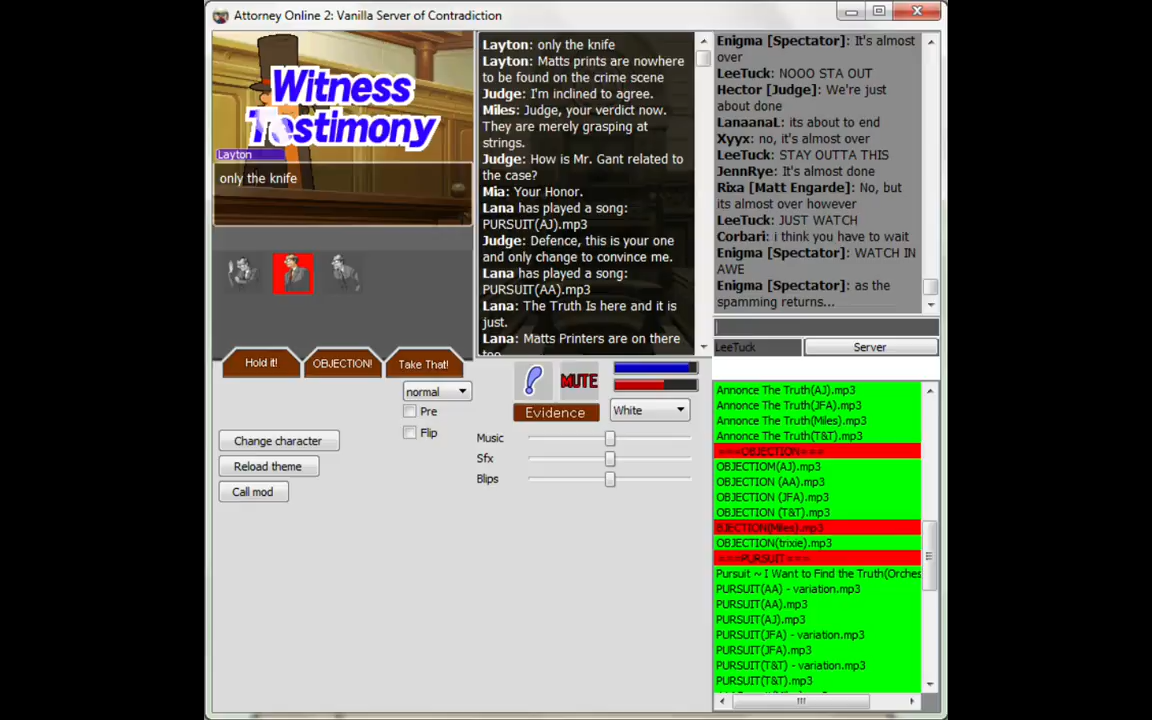 Attorney Online 2: Vanilla Server of Contradiction
Witness
Testimony
Layton
only the knife
Layton: only the knife
Layton: Matts prints are nowhere
to be found on the crime scene
Judge: I'm inclined to agree.
Miles: Judge, your verdict now.
They are merely grasping at
strings.
Judge: How is Mr. Gant related to
the case?
Mia: Your Honor.
Lana has played a song:
PURSUIT(AJ).mp3
Judge: Defence, this is your one
and only change to convince me.
Lana has played a song:
PURSUIT(AA).mp3
Lana: The Truth Is here and it is
just.
Lana: Matts Printers are on there
too
Enigma [Spectator]: It's almost
over
LeeTuck: NOOO STA OUT
Hector [Judge]: We're just
about done
LanaanaL: its about to end
Xyyx: no, it's almost over
LeeTuck: STAY OUTTA THIS
JennRye: It's almost done
Rixa [Matt Engarde]: No, but
its almost over however
LeeTuck: JUST WATCH
Corbari: i think you have to wait
Enigma [Spectator]: WATCH IN
AWE
Enigma [Spectator]: as the
spamming returns...
LeeTuck
Server
Hold it!
OBJECTION!
Take That!
normal
Pre
Flip
Change character
Reload theme
Call mod
MUTE
Evidence
White
Music
Sfx
Blips
Annonce The Truth(AJ).mp3
Annonce The Truth(JFA).mp3
Annonce The Truth(Miles).mp3
Annonce The Truth(T&T).mp3
===OBJECTION===
OBJECTIOM(AJ).mp3
OBJECTION (AA).mp3
OBJECTION (JFA).mp3
OBJECTION (T&T).mp3
BJECTION(Miles).mp3
OBJECTION(trixie).mp3
===PURSUIT===
Pursuit ~ I Want to Find the Truth(Orches
PURSUIT(AA) - variation.mp3
PURSUIT(AA).mp3
PURSUIT(AJ).mp3
PURSUIT(JFA) - variation.mp3
PURSUIT(JFA).mp3
PURSUIT(T&T) - variation.mp3
PURSUIT(T&T).mp3